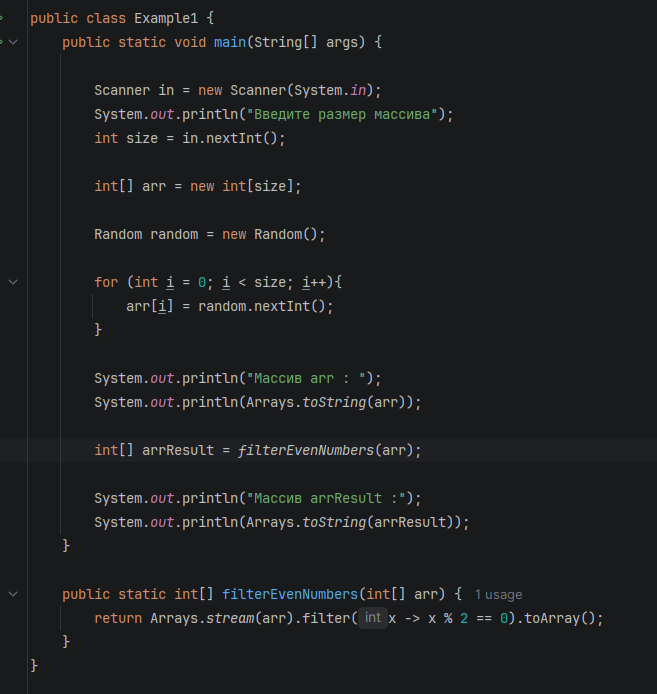 public class Example1 {
public static void main(String[] args) {
Scanner in = new Scanner(System.in);
System.out.println("Введите размер массива");
int size = in.nextInt();
int[] arr = new int[size];
Random random = new Random();
for (int i = 0; i < size; i++){
arr[i] = random.nextInt();
}
System.out.println("Массив arr : ");
System.out.println(Arrays.toString(arr));
int[] arrResult = filterEvenNumbers(arr);
System.out.println("Массив arrResult :");
System.out.println(Arrays.toString(arrResult));
}
public static int[] filterEvenNumbers(int[] arr) { 1 usage
return Arrays.stream(arr).filter( int x -> x % 2 == 0).toArray();
}
}